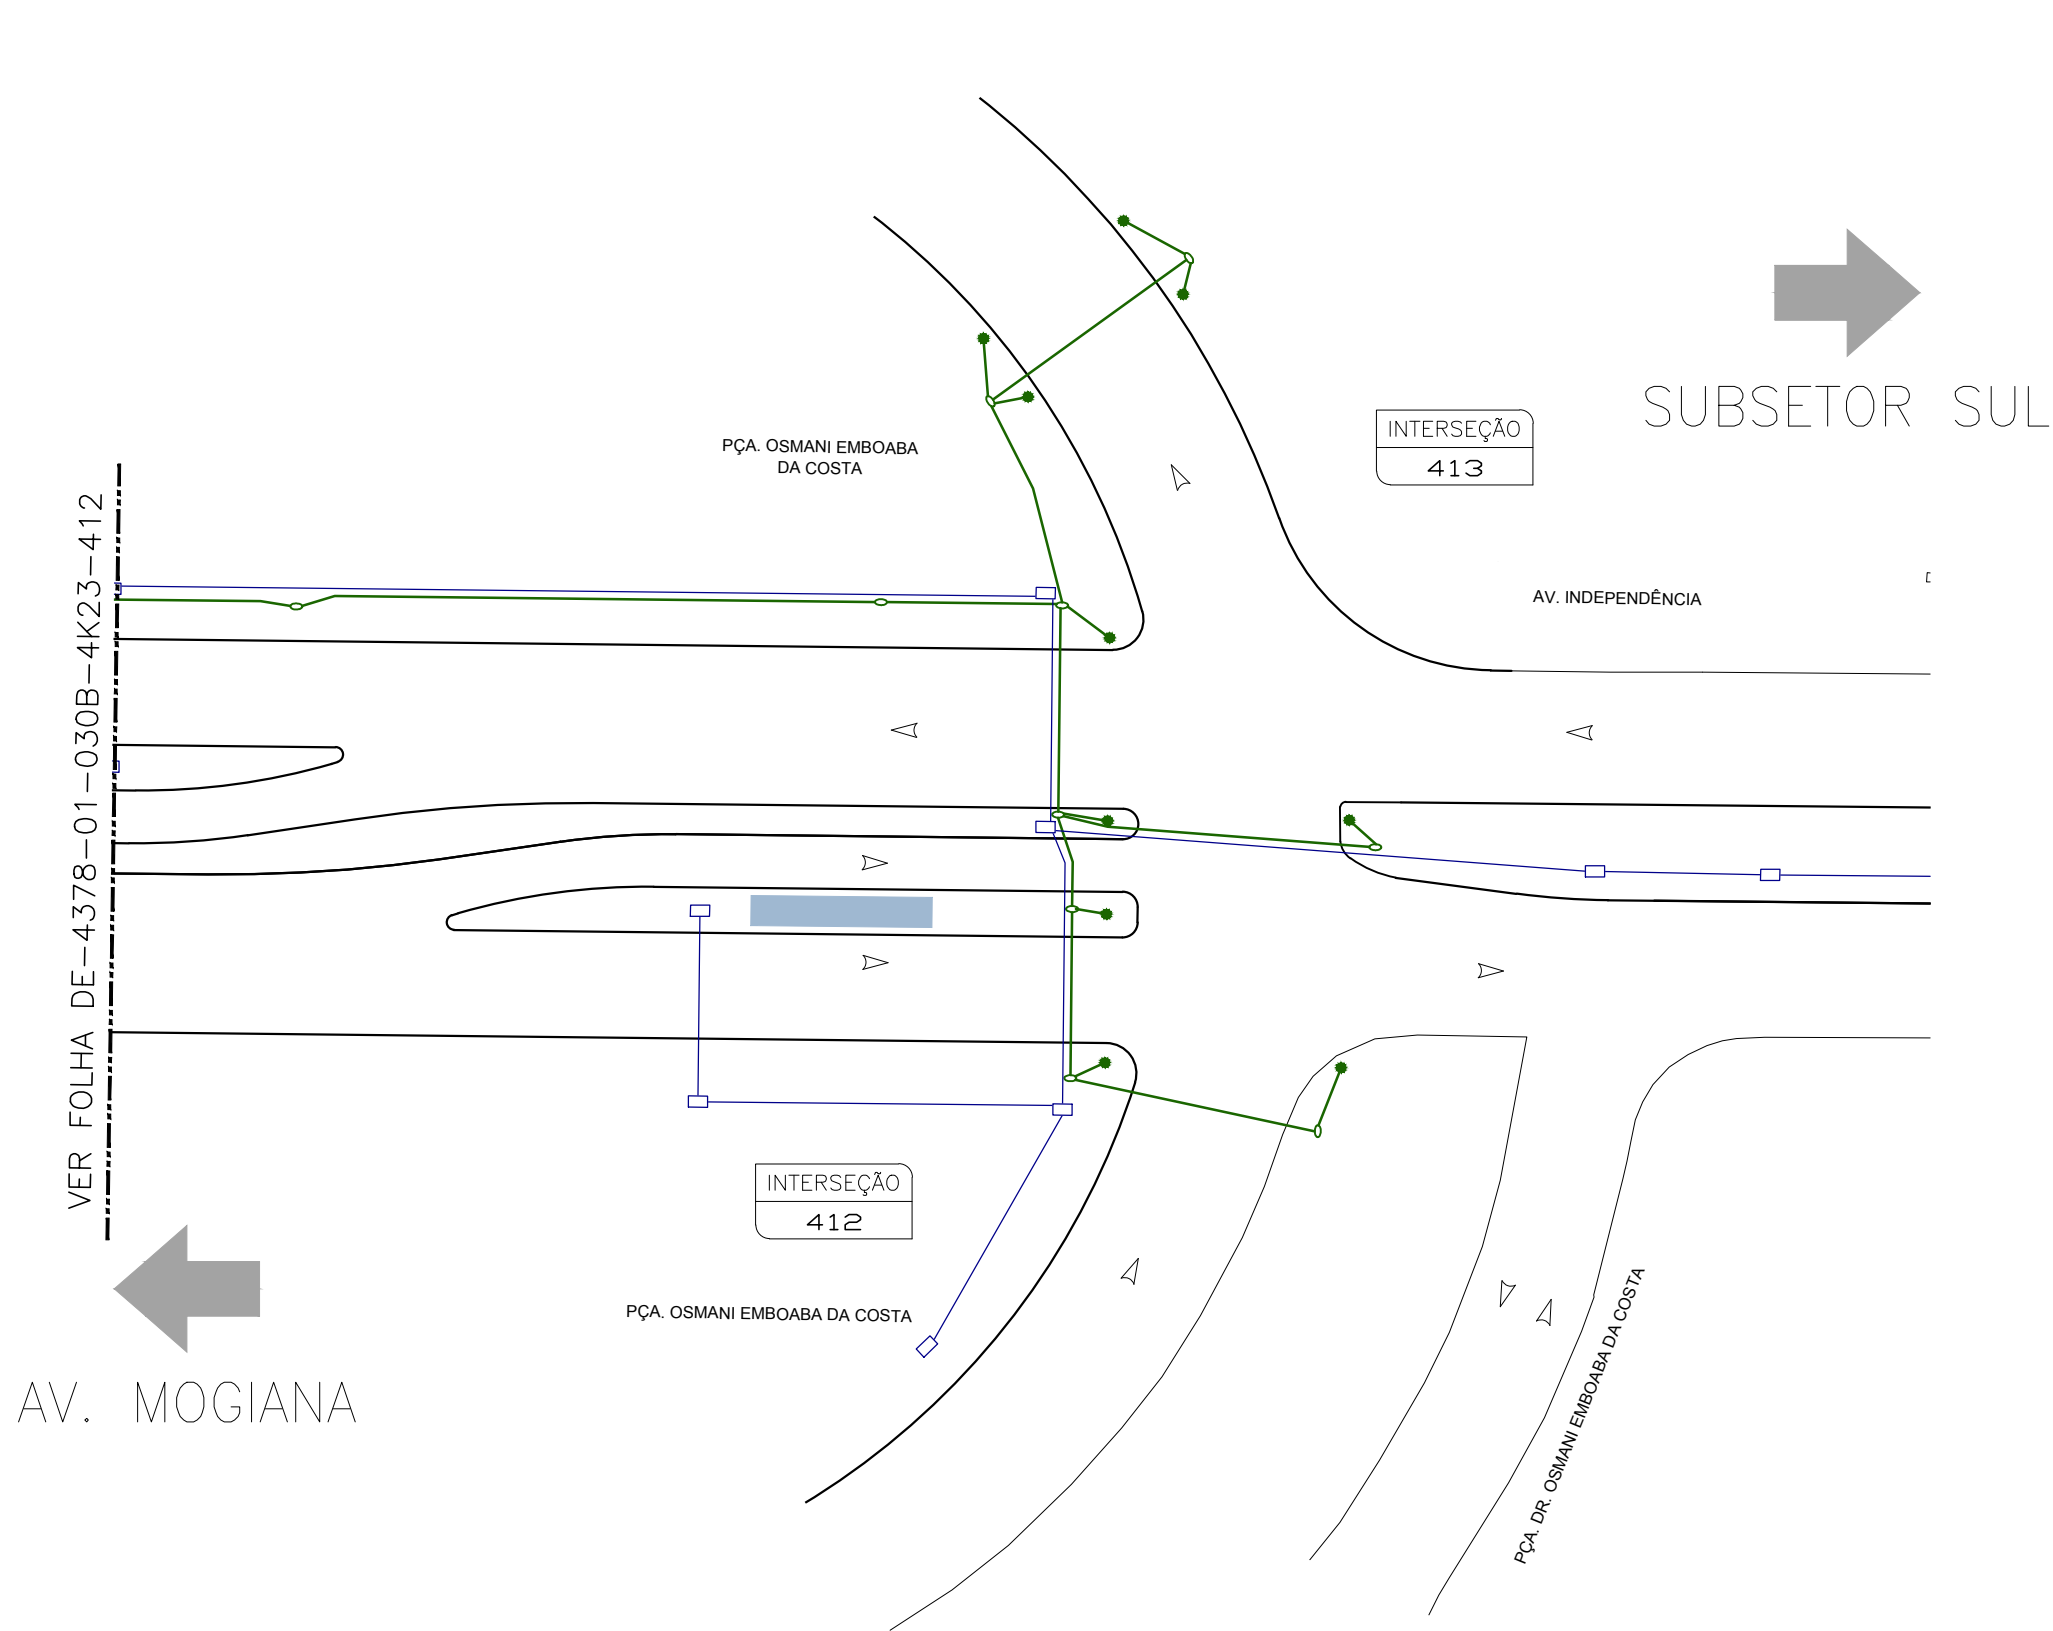 SUBSETOR SUL
INTERSEÇÃO
413
PÇA. OSMANI EMBOABA
DA COSTA
VER FOLHA DE-4378-01-030B-4K23-412
AV. INDEPENDÊNCIA
INTERSEÇÃO
412
PÇA. OSMANI EMBOABA DA COSTA
PÇA. DR. OSMANI EMBOABA DA COSTA
AV. MOGIANA